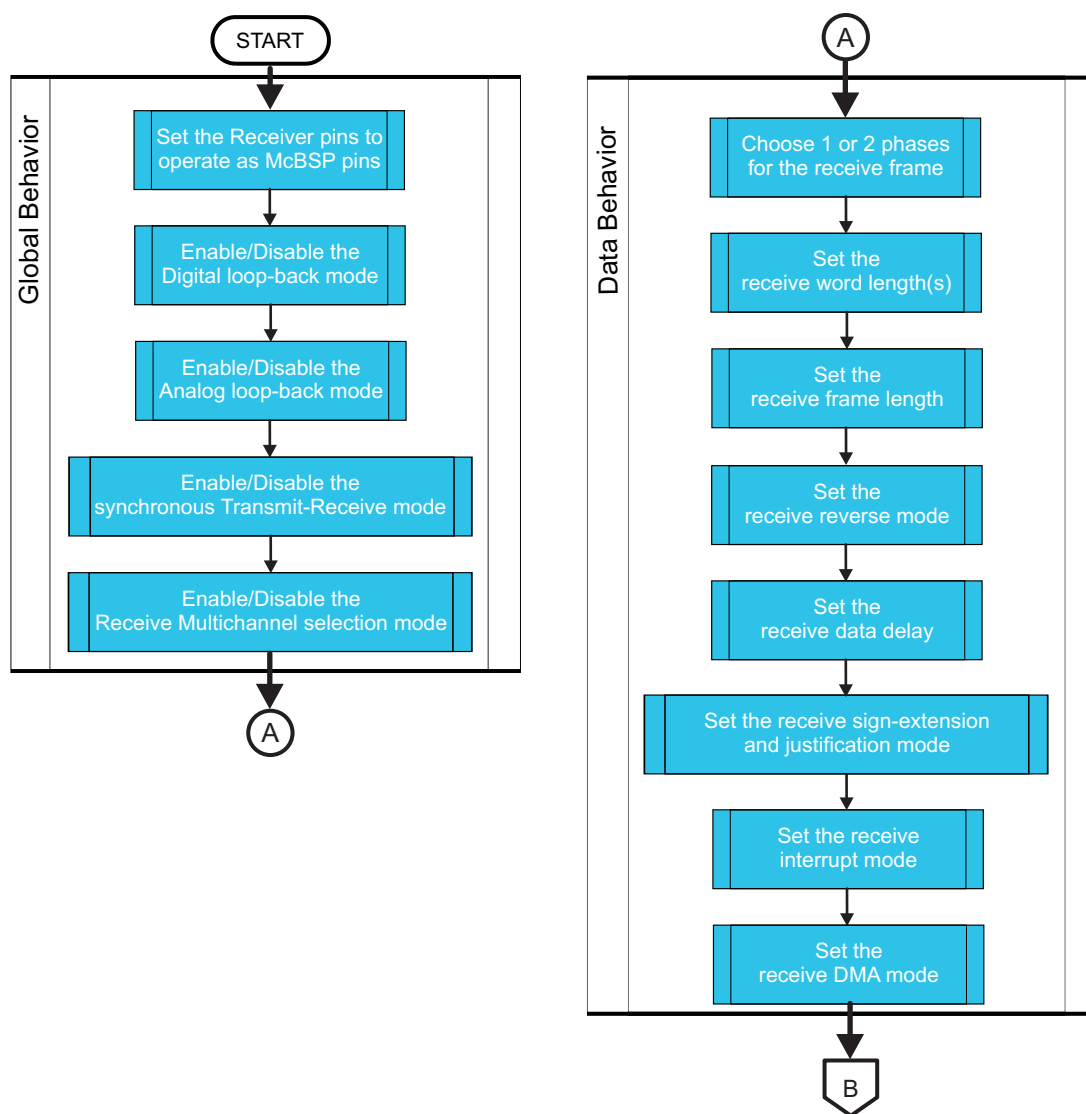 START
Global Behavior
Set the Receiver pins to
operate as McBSP pins
Enable/Disable the
Digital loop-back mode
Enable/Disable the
Analog loop-back mode
Enable/Disable the
synchronous Transmit-Receive mode
Enable/Disable the
Receive Multichannel selection mode
A
A
Data Behavior
Choose 1 or 2 phases
for the receive frame
Set the
receive word length(s)
Set the
receive frame length
Set the
receive reverse mode
Set the
receive data delay
Set the receive sign-extension
and justification mode
Set the receive
interrupt mode
Set the
receive DMA mode
B